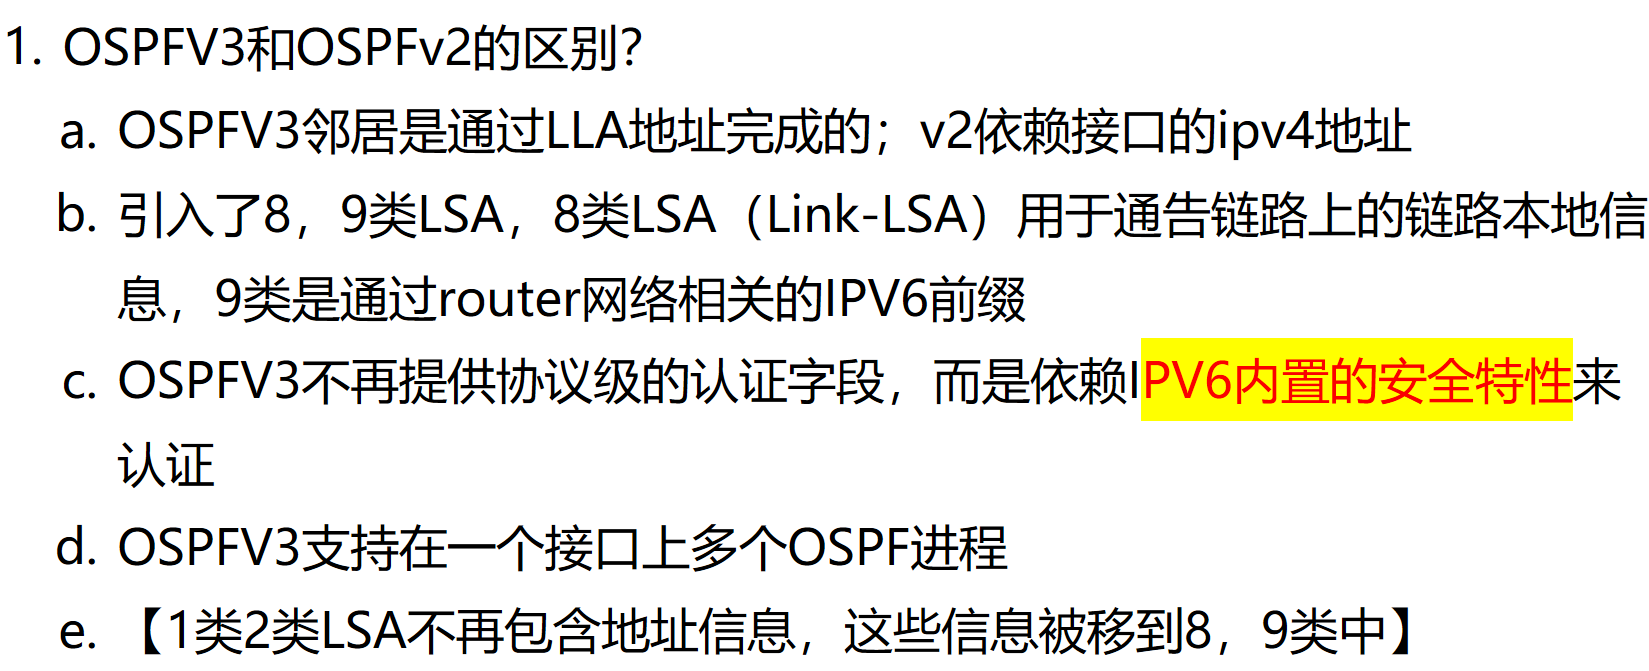 1. OSPFV3和OSPFv2的区别?
a. OSPFV3邻居是通过LLA地址完成的；v2依赖接口的ipv4地址
b. 引入了8，9类LSA，8类LSA（Link-LSA）用于通告链路上的链路本地信
息，9类是通过router网络相关的IPV6前缀
c. OSPFV3不再提供协议级的认证字段，而是依赖IPV6内置的安全特性来
认证
d. OSPFV3支持在一个接口上多个OSPF进程
e. 【1类2类LSA不再包含地址信息，这些信息被移到8，9类中】